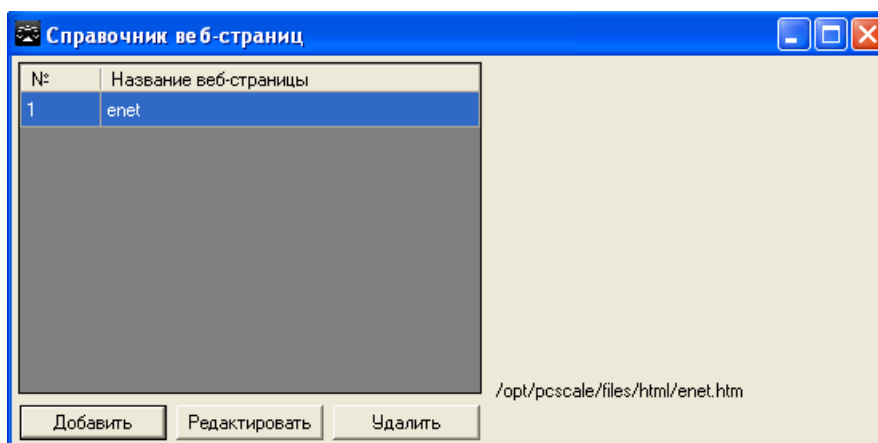 Справочник веб-страниц
№ Название веб-страницы
1 enet
/opt/pcscale/files/html/enet.htm
Добавить Редактировать Удалить